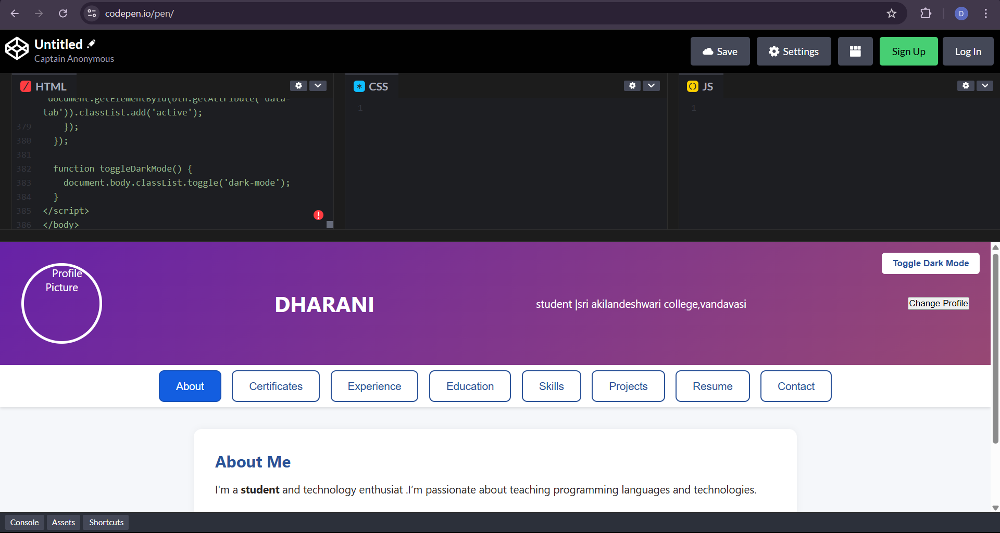 codepen.io/pen/
D
Untitled
Captain Anonymous
Save
Settings
Sign Up
Log In
HTML
CSS
JS
document.getElementById(btn.getAttribute('data-
tab')).classList.add('active');
379 });
380 });
381
382 function toggleDarkMode() {
383 document.body.classList.toggle('dark-mode');
384 }
385 </script>
386 </body>
1
1
Toggle Dark Mode
Profile
Picture
DHARANI
student |sri akilandeshwari college,vandavasi
Change Profile
About
Certificates
Experience
Education
Skills
Projects
Resume
Contact
About Me
I'm a student and technology enthusiat .I’m passionate about teaching programming languages and technologies.
Console
Assets
Shortcuts